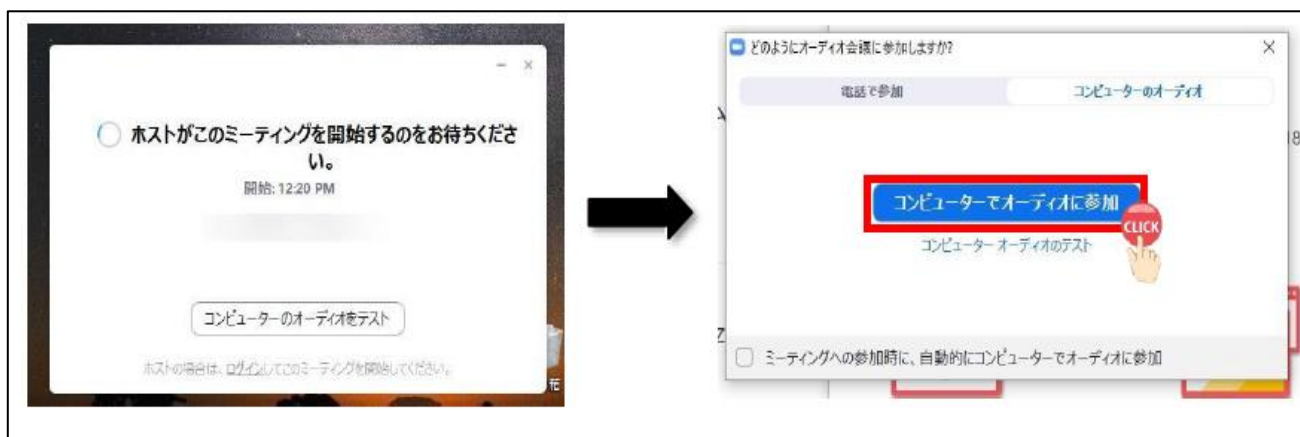 ホストがこのミーティングを開始するのをお待ちくださ
い。
開始: 12:20 PM
コンピューターのオーディオをテスト
ホストの場合は、ログインしてこのミーティングを開始してください。
どのようにオーディオ会議に参加しますか?
電話で参加
コンピューターのオーディオ
コンピューターでオーディオに参加
CLICK
コンピューター オーディオのテスト
ミーティングへの参加時に、自動的にコンピューターでオーディオに参加
18
花